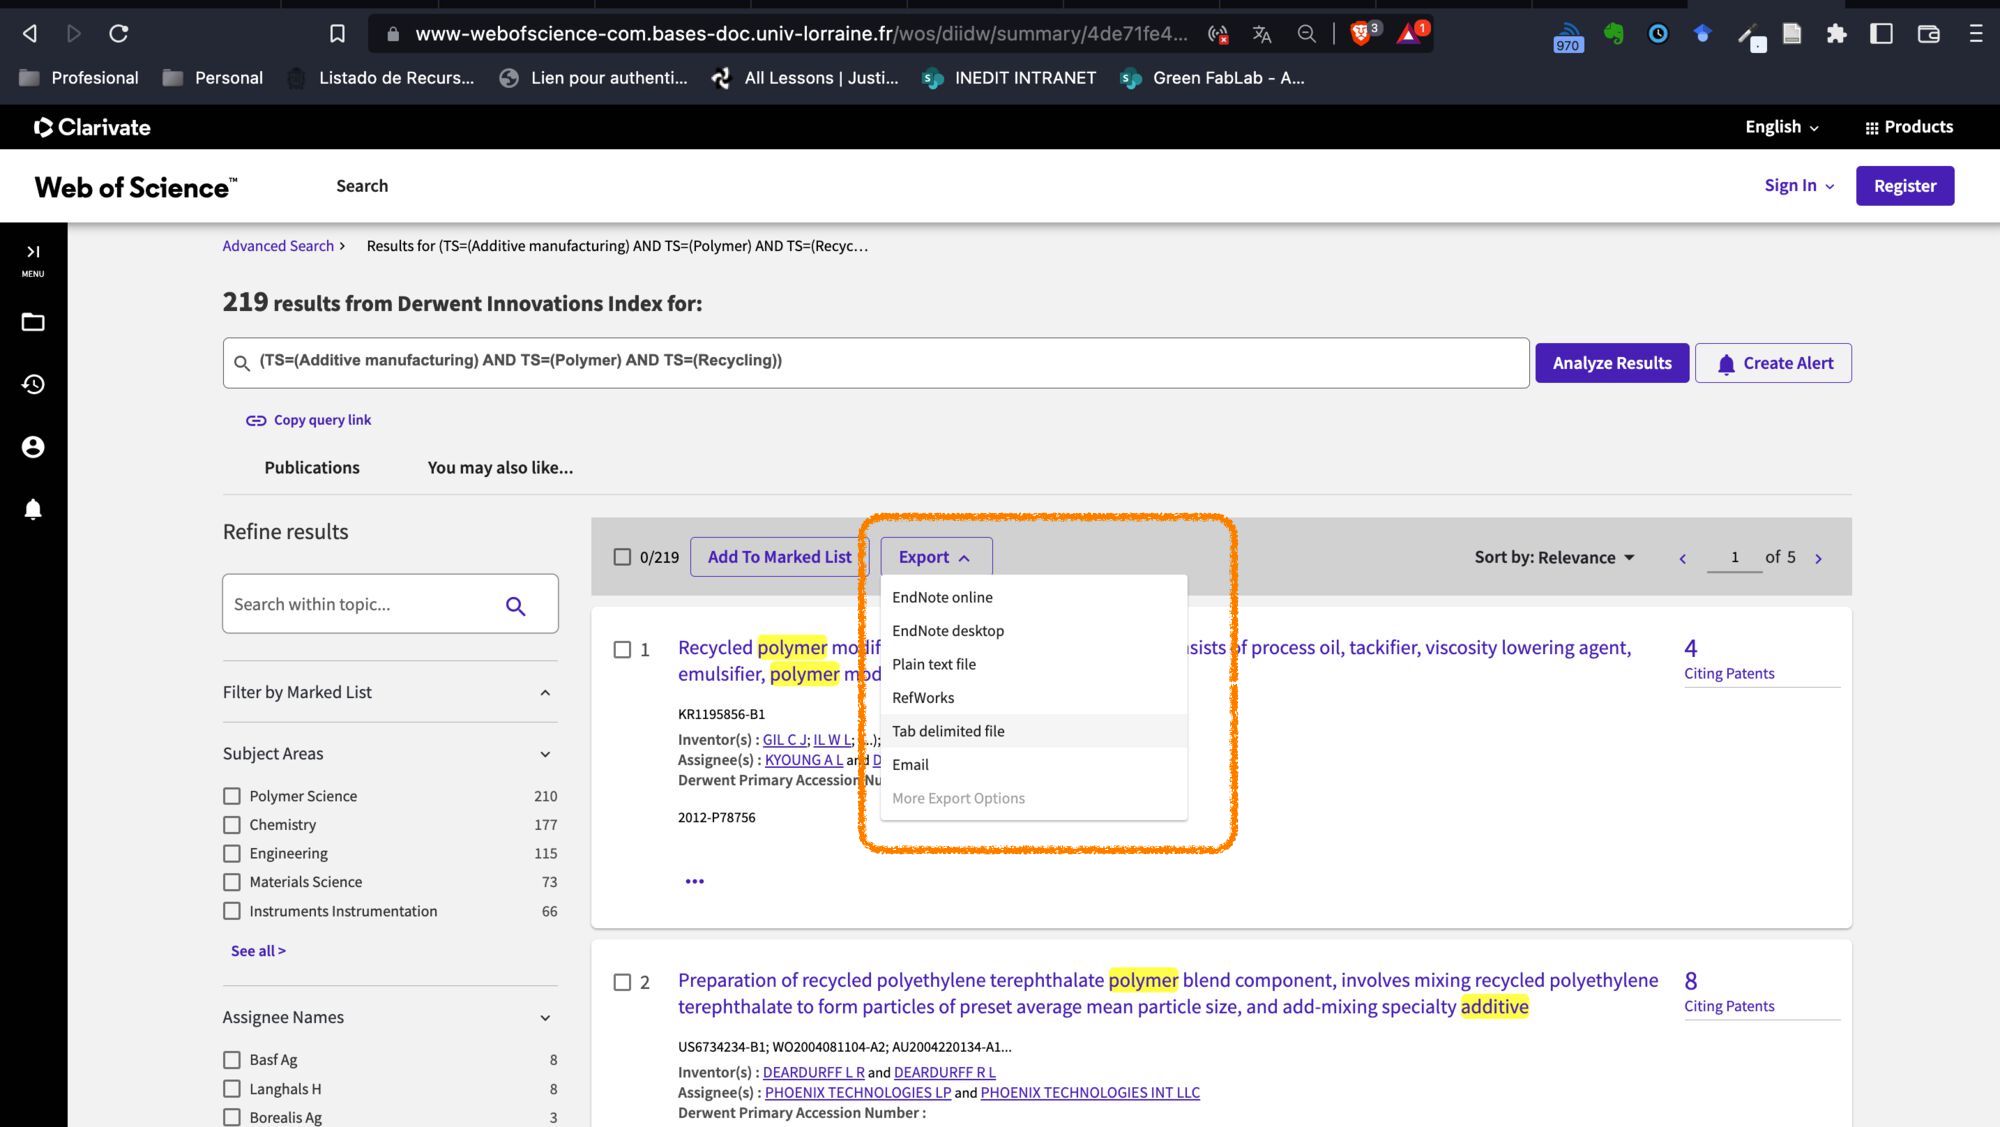 www-webofscience-com.bases-doc.univ-lorraine.fr/wos/diidw/summary/4de71fe4...
3
1
970
Profesional
Personal
Listado de Recurs...
Lien pour authenti...
All Lessons | Justi...
INEDIT INTRANET
Green FabLab - A...
Clarivate
English
Products
Web of Science™
Search
Sign In
Register
MENU
Advanced Search > Results for (TS=(Additive manufacturing) AND TS=(Polymer) AND TS=(Recyc...
219 results from Derwent Innovations Index for:
(TS=(Additive manufacturing) AND TS=(Polymer) AND TS=(Recycling))
Analyze Results
Create Alert
Copy query link
Publications
You may also like...
Refine results
Search within topic...
Filter by Marked List
Subject Areas
Polymer Science 210
Chemistry 177
Engineering 115
Materials Science 73
Instruments Instrumentation 66
See all >
Assignee Names
Basf Ag 8
Langhals H 8
Borealis Ag 3
0/219
Add To Marked List
Export
EndNote online
EndNote desktop
Plain text file
RefWorks
Tab delimited file
Email
More Export Options
Sort by: Relevance
< 1 of 5 >
1
Recycled polymer modif sists of process oil, tackifier, viscosity lowering agent,
emulsifier, polymer mod
KR1195856-B1
Inventor(s) : GIL C J; IL W L; (...);
Assignee(s) : KYOUNG A L and D
Derwent Primary Accession Nu
2012-P78756
4
Citing Patents
2
Preparation of recycled polyethylene terephthalate polymer blend component, involves mixing recycled polyethylene
terephthalate to form particles of preset average mean particle size, and add-mixing specialty additive
US6734234-B1; WO2004081104-A2; AU2004220134-A1...
Inventor(s) : DEARDURFF L R and DEARDURFF R L
Assignee(s) : PHOENIX TECHNOLOGIES LP and PHOENIX TECHNOLOGIES INT LLC
Derwent Primary Accession Number :
8
Citing Patents